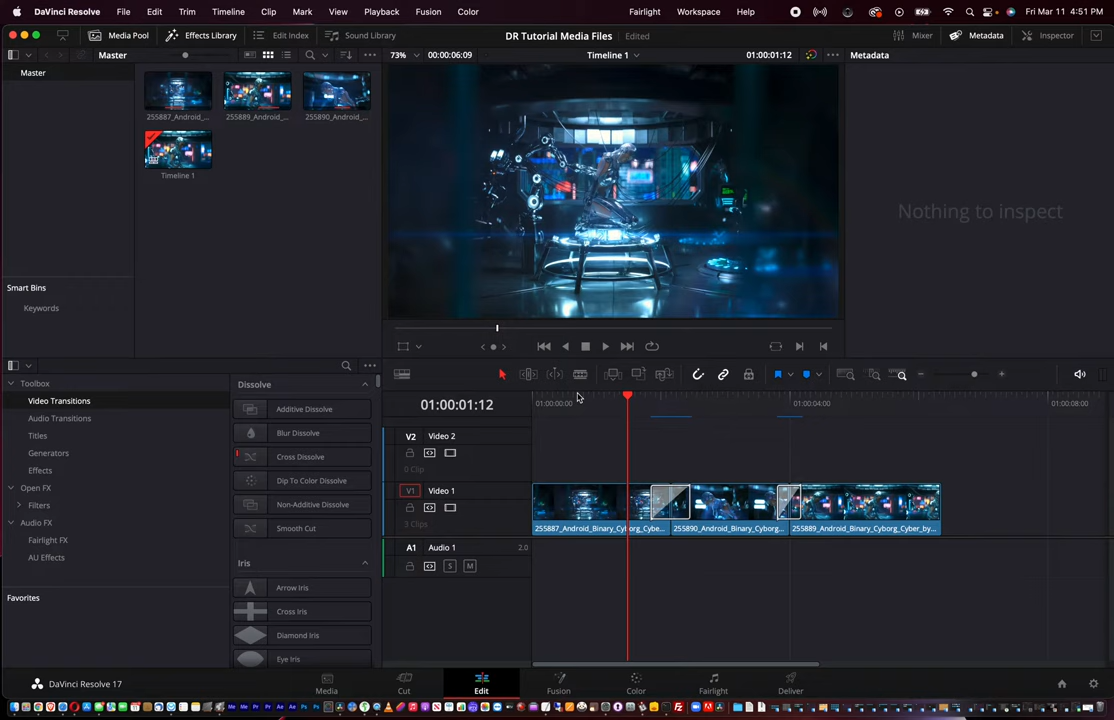 DaVinci Resolve File Edit Trim Timeline Clip Mark View Playback Fusion Color Fairlight Workspace Help Fri Mar 11 4:51 PM
Media Pool Effects Library Edit Index Sound Library DR Tutorial Media Files Edited Mixer Metadata Inspector
Master 73% 00:00:06:09 Timeline 1 01:00:01:12 Metadata
Master
255887_Android_... 255889_Android_... 255890_Android_...
Timeline 1
Nothing to inspect
Smart Bins
Keywords
Toolbox
Video Transitions
Audio Transitions
Titles
Generators
Effects
Open FX
Filters
Audio FX
Fairlight FX
AU Effects
Favorites
Dissolve
Additive Dissolve
Blur Dissolve
Cross Dissolve
Dip To Color Dissolve
Non-Additive Dissolve
Smooth Cut
Iris
Arrow Iris
Cross Iris
Diamond Iris
Eye Iris
01:00:01:12 01:00:00:00 01:00:04:00 01:00:08:00
V2 Video 2
0 Clip
V1 Video 1
3 Clips
255887_Android_Binary_Cyborg_Cybe... 255890_Android_Binary_Cyborg... 255889_Android_Binary_Cyborg_Cyber_by...
A1 Audio 1 2.0
S M
DaVinci Resolve 17 Media Cut Edit Fusion Color Fairlight Deliver